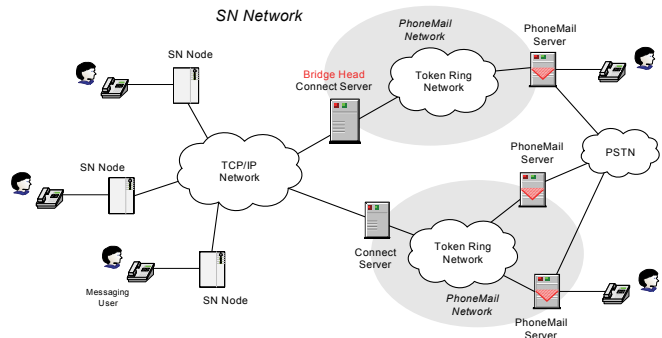 SN Network
PhoneMail
Network
PhoneMail
Server
SN Node
Bridge Head
Connect Server
Token Ring
Network
SN Node
TCP/IP
Network
PhoneMail
Server
PSTN
Connect
Server
Token Ring
Network
Messaging
User
SN Node
PhoneMail
Network
PhoneMail
Server